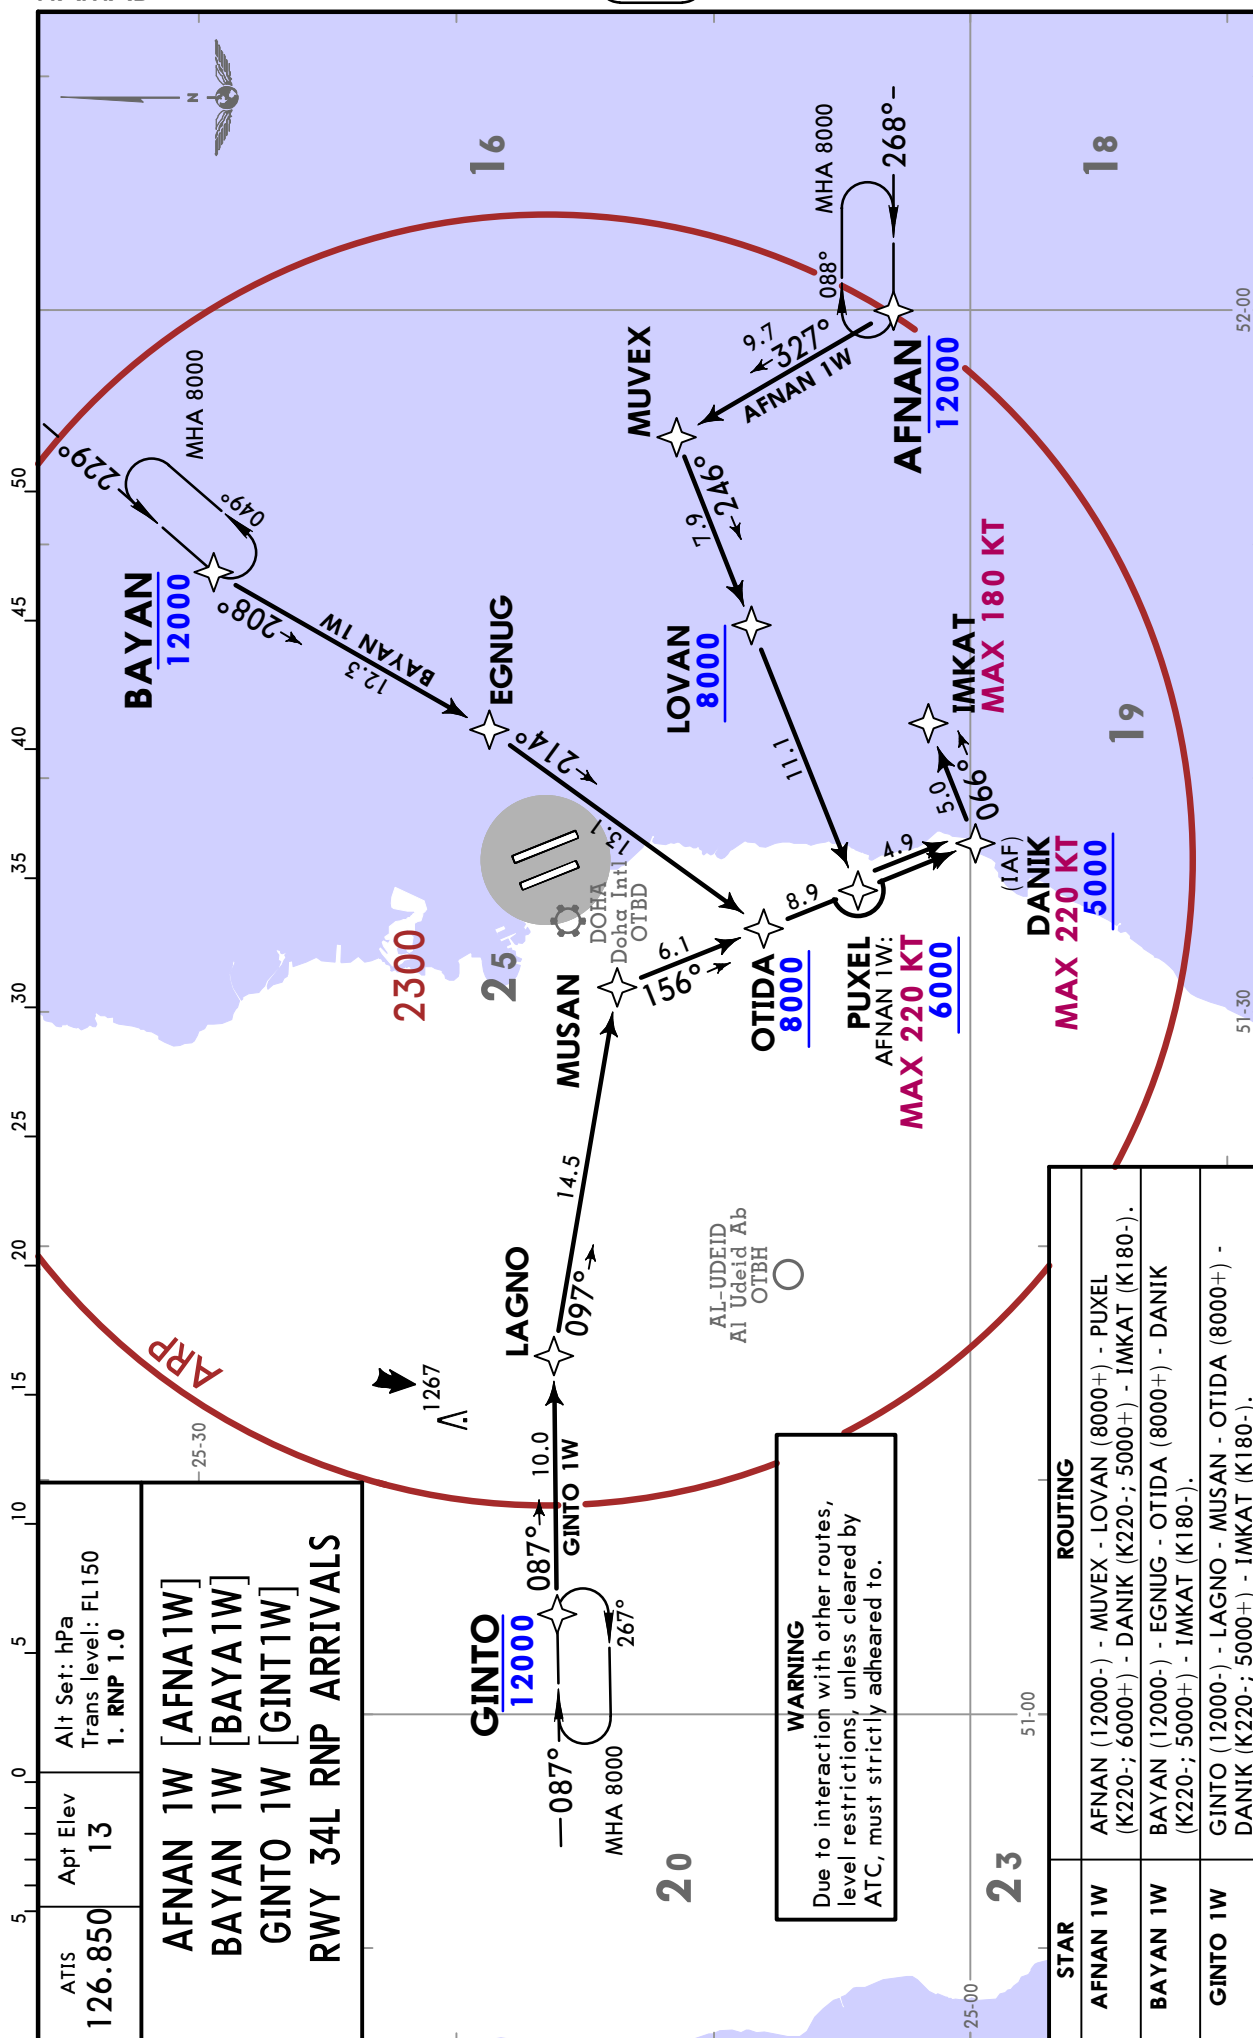 ATIS
126.850
Apt Elev
13
Alt Set: hPa
Trans level: FL150
1. RNP 1.0
AFNAN 1W [AFNA1W]
BAYAN 1W [BAYA1W]
GINTO 1W [GINT1W]
RWY 34L RNP ARRIVALS
5
0
5
10
15
20
25
30
35
40
45
50
25-30
ARP
1267
2300
25
16
N
229°
MHA 8000
049°
BAYAN
12000
208°
12.3
BAYAN 1W
EGNUG
214°
13.1
DOHA
Doha Intl
OTBD
GINTO
12000
087°
087°
10.0
GINTO 1W
267°
MHA 8000
LAGNO
097°
14.5
MUSAN
156°
6.1
OTIDA
8000
8.9
PUXEL
AFNAN 1W:
MAX 220 KT
6000
4.9
DANIK
(IAF)
MAX 220 KT
5000
5.0
066°
IMKAT
MAX 180 KT
LOVAN
8000
11.1
7.9
246°
MUVEX
9.7
327°
AFNAN 1W
AFNAN
12000
088°
MHA 8000
268°
18
19
20
23
AL-UDEID
Al Udeid Ab
OTBH
WARNING
Due to interaction with other routes,
level restrictions, unless cleared by
ATC, must strictly adheared to.
25-00
51-00
51-30
52-00
STAR
ROUTING
AFNAN 1W
AFNAN (12000-) - MUVEX - LOVAN (8000+) - PUXEL
(K220-; 6000+) - DANIK (K220-; 5000+) - IMKAT (K180-).
BAYAN 1W
BAYAN (12000-) - EGNUG - OTIDA (8000+) - DANIK
(K220-; 5000+) - IMKAT (K180-).
GINTO 1W
GINTO (12000-) - LAGNO - MUSAN - OTIDA (8000+) -
DANIK (K220-; 5000+) - IMKAT (K180-).